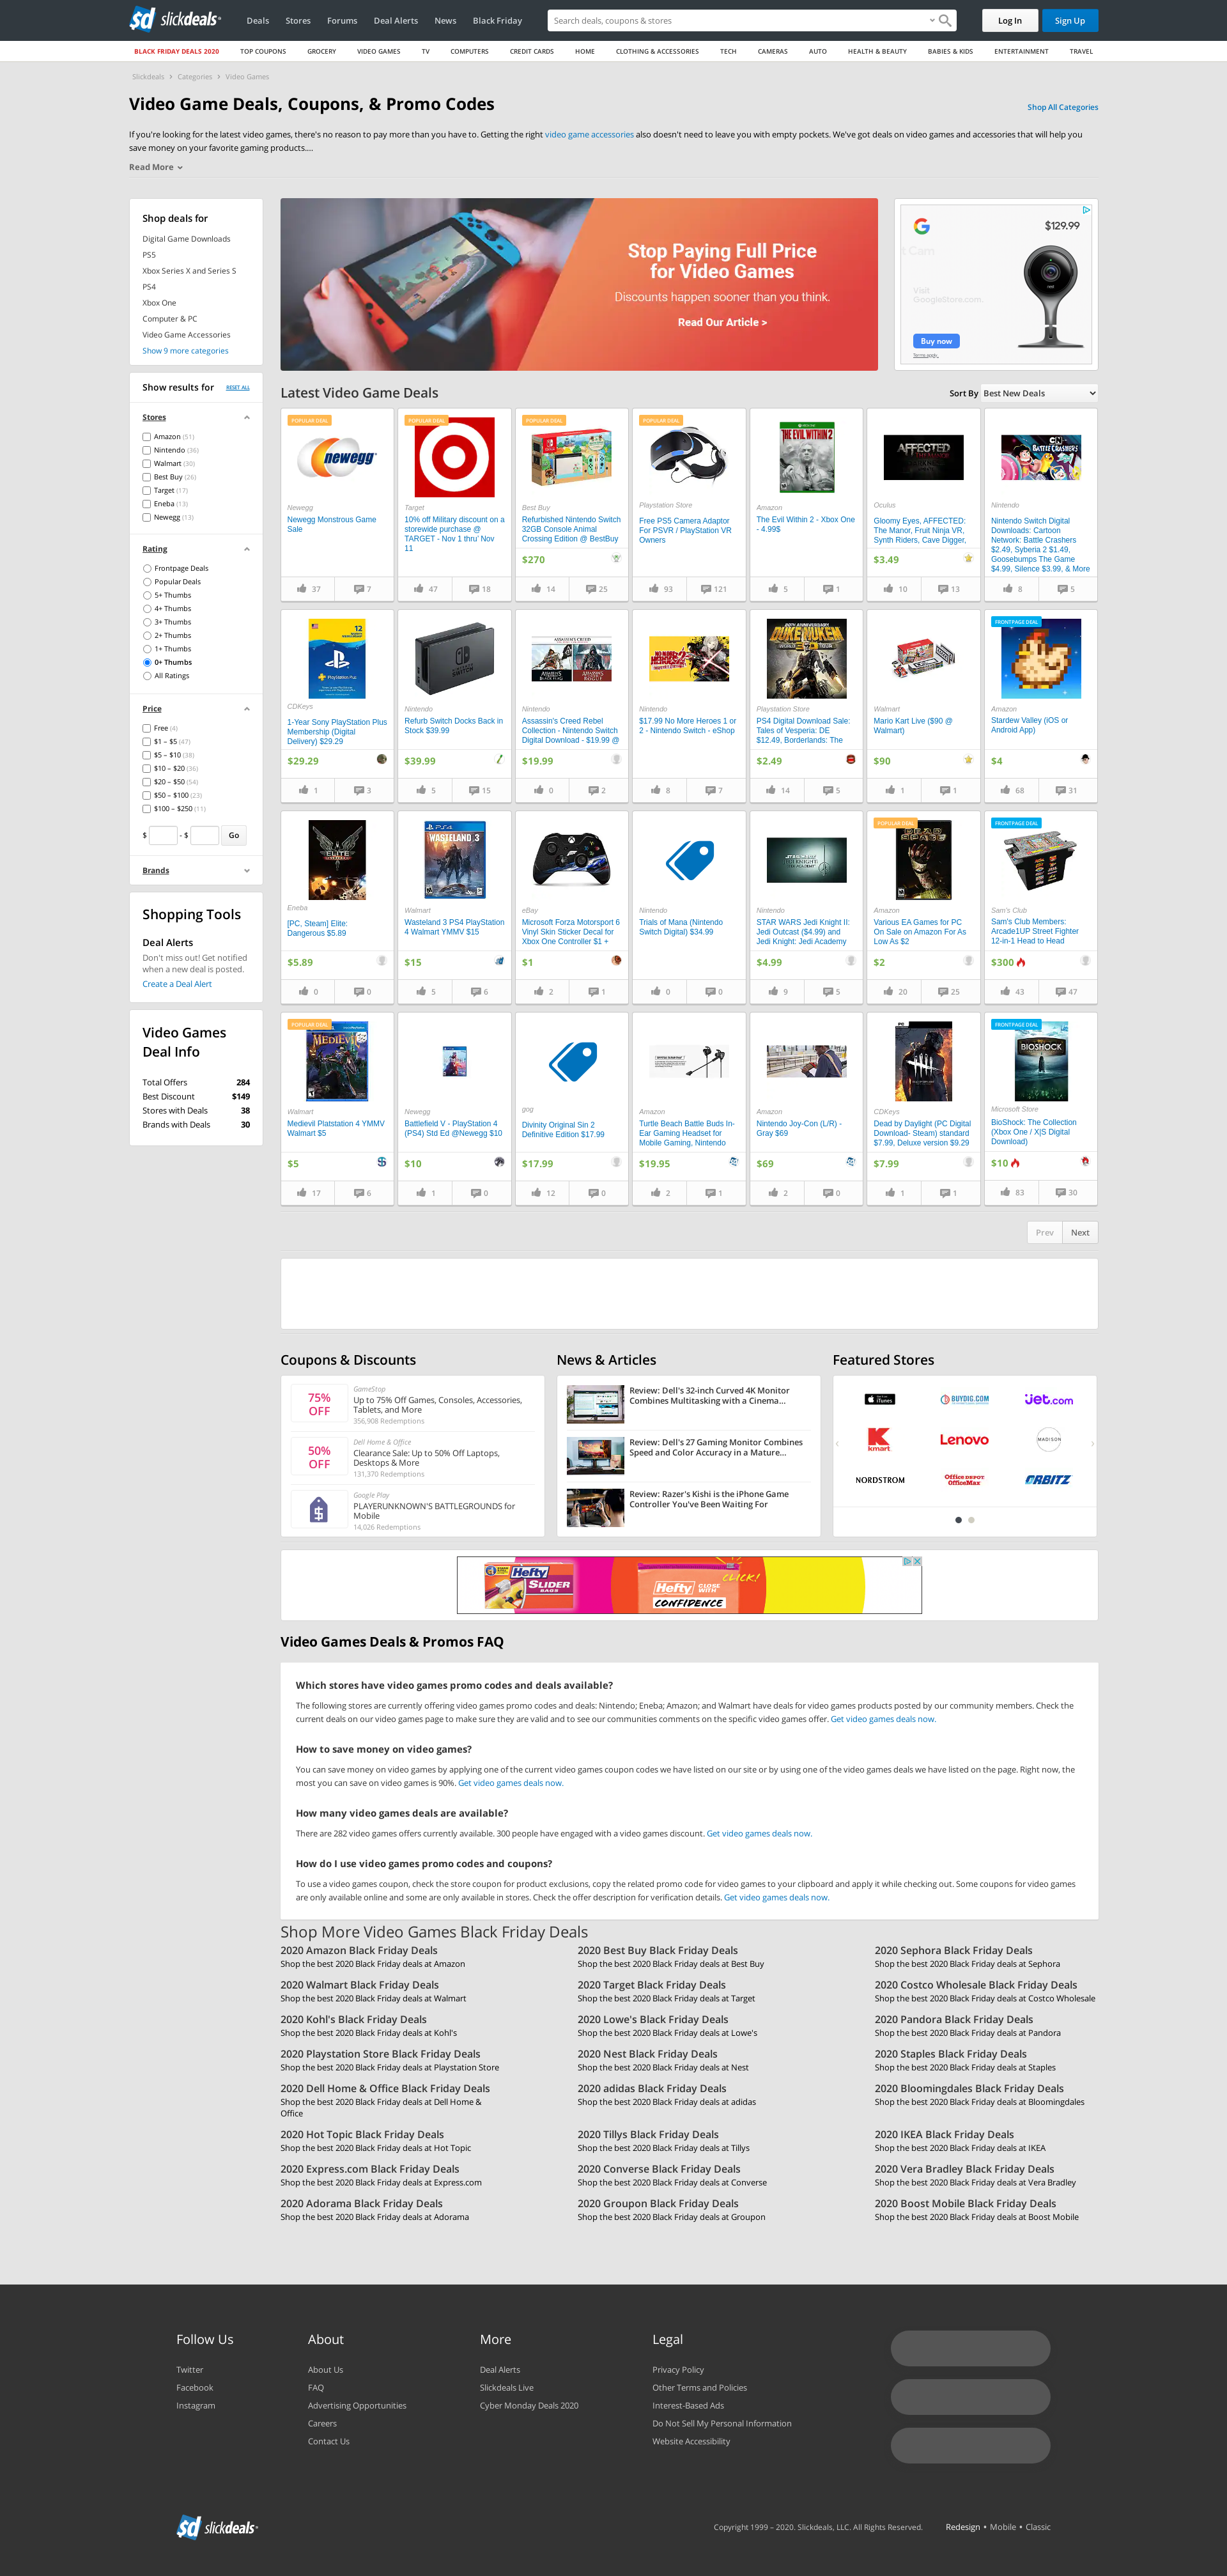 slickdeals
Deals Stores Forums Deal Alerts News Black Friday
Search deals, coupons & stores
Log In Sign Up
BLACK FRIDAY DEALS 2020 TOP COUPONS GROCERY VIDEO GAMES TV COMPUTERS CREDIT CARDS HOME CLOTHING & ACCESSORIES TECH CAMERAS AUTO HEALTH & BEAUTY BABIES & KIDS ENTERTAINMENT TRAVEL
Slickdeals › Categories › Video Games
Video Game Deals, Coupons, & Promo Codes
Shop All Categories
If you're looking for the latest video games, there's no reason to pay more than you have to. Getting the right video game accessories also doesn't need to leave you with empty pockets. We've got deals on video games and accessories that will help you
save money on your favorite gaming products....
Read More
Shop deals for
Digital Game Downloads
PS5
Xbox Series X and Series S
PS4
Xbox One
Computer & PC
Video Game Accessories
Show 9 more categories
Show results for RESET ALL
Stores
Amazon (51)
Nintendo (36)
Walmart (30)
Best Buy (26)
Target (17)
Eneba (13)
Newegg (13)
Rating
Frontpage Deals
Popular Deals
5+ Thumbs
4+ Thumbs
3+ Thumbs
2+ Thumbs
1+ Thumbs
0+ Thumbs
All Ratings
Price
Free (4)
$1 – $5 (47)
$5 – $10 (38)
$10 – $20 (36)
$20 – $50 (54)
$50 – $100 (23)
$100 – $250 (11)
$ - $ Go
Brands
Shopping Tools
Deal Alerts
Don't miss out! Get notified
when a new deal is posted.
Create a Deal Alert
Video Games
Deal Info
Total Offers 284
Best Discount $149
Stores with Deals 38
Brands with Deals 30
Stop Paying Full Price
for Video Games
Discounts happen sooner than you think.
Read Our Article >
$129.99
Visit
GoogleStore.com.
Buy now
Terms apply.
Latest Video Game Deals
Sort By Best New Deals
POPULAR DEAL
newegg
Newegg
Newegg Monstrous Game
Sale
37 7
POPULAR DEAL
Target
10% off Military discount on a
storewide purchase @
TARGET - Nov 1 thru' Nov
11
47 18
POPULAR DEAL
Best Buy
Refurbished Nintendo Switch
32GB Console Animal
Crossing Edition @ BestBuy
$270
14 25
POPULAR DEAL
Playstation Store
Free PS5 Camera Adaptor
For PSVR / PlayStation VR
Owners
93 121
THE EVIL WITHIN 2
Amazon
The Evil Within 2 - Xbox One
- 4.99$
5 1
AFFECTED
Oculus
Gloomy Eyes, AFFECTED:
The Manor, Fruit Ninja VR,
Synth Riders, Cave Digger,
$3.49
10 13
BATTLE CRASHERS
Nintendo
Nintendo Switch Digital
Downloads: Cartoon
Network: Battle Crashers
$2.49, Syberia 2 $1.49,
Goosebumps The Game
$4.99, Silence $3.99, & More
8 5
12
PlayStation Plus
CDKeys
1-Year Sony PlayStation Plus
Membership (Digital
Delivery) $29.29
$29.29
1 3
Nintendo
Refurb Switch Docks Back in
Stock $39.99
$39.99
5 15
Nintendo
Assassin's Creed Rebel
Collection - Nintendo Switch
Digital Download - $19.99 @
$19.99
0 2
Nintendo
$17.99 No More Heroes 1 or
2 - Nintendo Switch - eShop
8 7
DUKE NUKEM
Playstation Store
PS4 Digital Download Sale:
Tales of Vesperia: DE
$12.49, Borderlands: The
$2.49
14 5
Walmart
Mario Kart Live ($90 @
Walmart)
$90
1 1
FRONTPAGE DEAL
Amazon
Stardew Valley (iOS or
Android App)
$4
68 31
ELITE
Eneba
[PC, Steam] Elite:
Dangerous $5.89
$5.89
0 0
PS4
WASTELAND 3
Walmart
Wasteland 3 PS4 PlayStation
4 Walmart YMMV $15
$15
5 6
eBay
Microsoft Forza Motorsport 6
Vinyl Skin Sticker Decal for
Xbox One Controller $1 +
$1
2 1
Nintendo
Trials of Mana (Nintendo
Switch Digital) $34.99
0 0
Nintendo
STAR WARS Jedi Knight II:
Jedi Outcast ($4.99) and
Jedi Knight: Jedi Academy
$4.99
9 5
POPULAR DEAL
DEAD SPACE
Amazon
Various EA Games for PC
On Sale on Amazon For As
Low As $2
$2
20 25
FRONTPAGE DEAL
Sam's Club
Sam's Club Members:
Arcade1UP Street Fighter
12-in-1 Head to Head
$300
43 47
POPULAR DEAL
MEDIEVIL
Walmart
Medievil Platstation 4 YMMV
Walmart $5
$5
17 6
Newegg
Battlefield V - PlayStation 4
(PS4) Std Ed @Newegg $10
$10
1 0
gog
Divinity Original Sin 2
Definitive Edition $17.99
$17.99
12 0
Amazon
Turtle Beach Battle Buds In-
Ear Gaming Headset for
Mobile Gaming, Nintendo
$19.95
2 1
Amazon
Nintendo Joy-Con (L/R) -
Gray $69
$69
2 0
CDKeys
Dead by Daylight (PC Digital
Download- Steam) standard
$7.99, Deluxe version $9.29
$7.99
1 1
FRONTPAGE DEAL
BIOSHOCK
Microsoft Store
BioShock: The Collection
(Xbox One / X|S Digital
Download)
$10
83 30
Prev Next
Coupons & Discounts
75%
OFF
GameStop
Up to 75% Off Games, Consoles, Accessories,
Tablets, and More
356,908 Redemptions
50%
OFF
Dell Home & Office
Clearance Sale: Up to 50% Off Laptops,
Desktops & More
131,370 Redemptions
Google Play
PLAYERUNKNOWN'S BATTLEGROUNDS for
Mobile
14,026 Redemptions
News & Articles
Review: Dell's 32-inch Curved 4K Monitor
Combines Multitasking with a Cinema...
Review: Dell's 27 Gaming Monitor Combines
Speed and Color Accuracy in a Mature...
Review: Razer's Kishi is the iPhone Game
Controller You've Been Waiting For
Featured Stores
iTunes BUYDIG.COM Jet.com
kmart Lenovo MADISON
NORDSTROM Office DEPOT OfficeMax ORBITZ
Hefty SLIDER BAGS
Hefty CLOSE WITH CONFIDENCE
CLICK!
Video Games Deals & Promos FAQ
Which stores have video games promo codes and deals available?
The following stores are currently offering video games promo codes and deals: Nintendo; Eneba; Amazon; and Walmart have deals for video games products posted by our community members. Check the
current deals on our video games page to make sure they are valid and to see our communities comments on the specific video games offer. Get video games deals now.
How to save money on video games?
You can save money on video games by applying one of the current video games coupon codes we have listed on our site or by using one of the video games deals we have listed on the page. Right now, the
most you can save on video games is 90%. Get video games deals now.
How many video games deals are available?
There are 282 video games offers currently available. 300 people have engaged with a video games discount. Get video games deals now.
How do I use video games promo codes and coupons?
To use a video games coupon, check the store coupon for product exclusions, copy the related promo code for video games to your clipboard and apply it while checking out. Some coupons for video games
are only available online and some are only available in stores. Check the offer description for verification details. Get video games deals now.
Shop More Video Games Black Friday Deals
2020 Amazon Black Friday Deals
Shop the best 2020 Black Friday deals at Amazon
2020 Best Buy Black Friday Deals
Shop the best 2020 Black Friday deals at Best Buy
2020 Sephora Black Friday Deals
Shop the best 2020 Black Friday deals at Sephora
2020 Walmart Black Friday Deals
Shop the best 2020 Black Friday deals at Walmart
2020 Target Black Friday Deals
Shop the best 2020 Black Friday deals at Target
2020 Costco Wholesale Black Friday Deals
Shop the best 2020 Black Friday deals at Costco Wholesale
2020 Kohl's Black Friday Deals
Shop the best 2020 Black Friday deals at Kohl's
2020 Lowe's Black Friday Deals
Shop the best 2020 Black Friday deals at Lowe's
2020 Pandora Black Friday Deals
Shop the best 2020 Black Friday deals at Pandora
2020 Playstation Store Black Friday Deals
Shop the best 2020 Black Friday deals at Playstation Store
2020 Nest Black Friday Deals
Shop the best 2020 Black Friday deals at Nest
2020 Staples Black Friday Deals
Shop the best 2020 Black Friday deals at Staples
2020 Dell Home & Office Black Friday Deals
Shop the best 2020 Black Friday deals at Dell Home &
Office
2020 adidas Black Friday Deals
Shop the best 2020 Black Friday deals at adidas
2020 Bloomingdales Black Friday Deals
Shop the best 2020 Black Friday deals at Bloomingdales
2020 Hot Topic Black Friday Deals
Shop the best 2020 Black Friday deals at Hot Topic
2020 Tillys Black Friday Deals
Shop the best 2020 Black Friday deals at Tillys
2020 IKEA Black Friday Deals
Shop the best 2020 Black Friday deals at IKEA
2020 Express.com Black Friday Deals
Shop the best 2020 Black Friday deals at Express.com
2020 Converse Black Friday Deals
Shop the best 2020 Black Friday deals at Converse
2020 Vera Bradley Black Friday Deals
Shop the best 2020 Black Friday deals at Vera Bradley
2020 Adorama Black Friday Deals
Shop the best 2020 Black Friday deals at Adorama
2020 Groupon Black Friday Deals
Shop the best 2020 Black Friday deals at Groupon
2020 Boost Mobile Black Friday Deals
Shop the best 2020 Black Friday deals at Boost Mobile
Follow Us
Twitter
Facebook
Instagram
About
About Us
FAQ
Advertising Opportunities
Careers
Contact Us
More
Deal Alerts
Slickdeals Live
Cyber Monday Deals 2020
Legal
Privacy Policy
Other Terms and Policies
Interest-Based Ads
Do Not Sell My Personal Information
Website Accessibility
slickdeals
Copyright 1999 – 2020. Slickdeals, LLC. All Rights Reserved. Redesign • Mobile • Classic